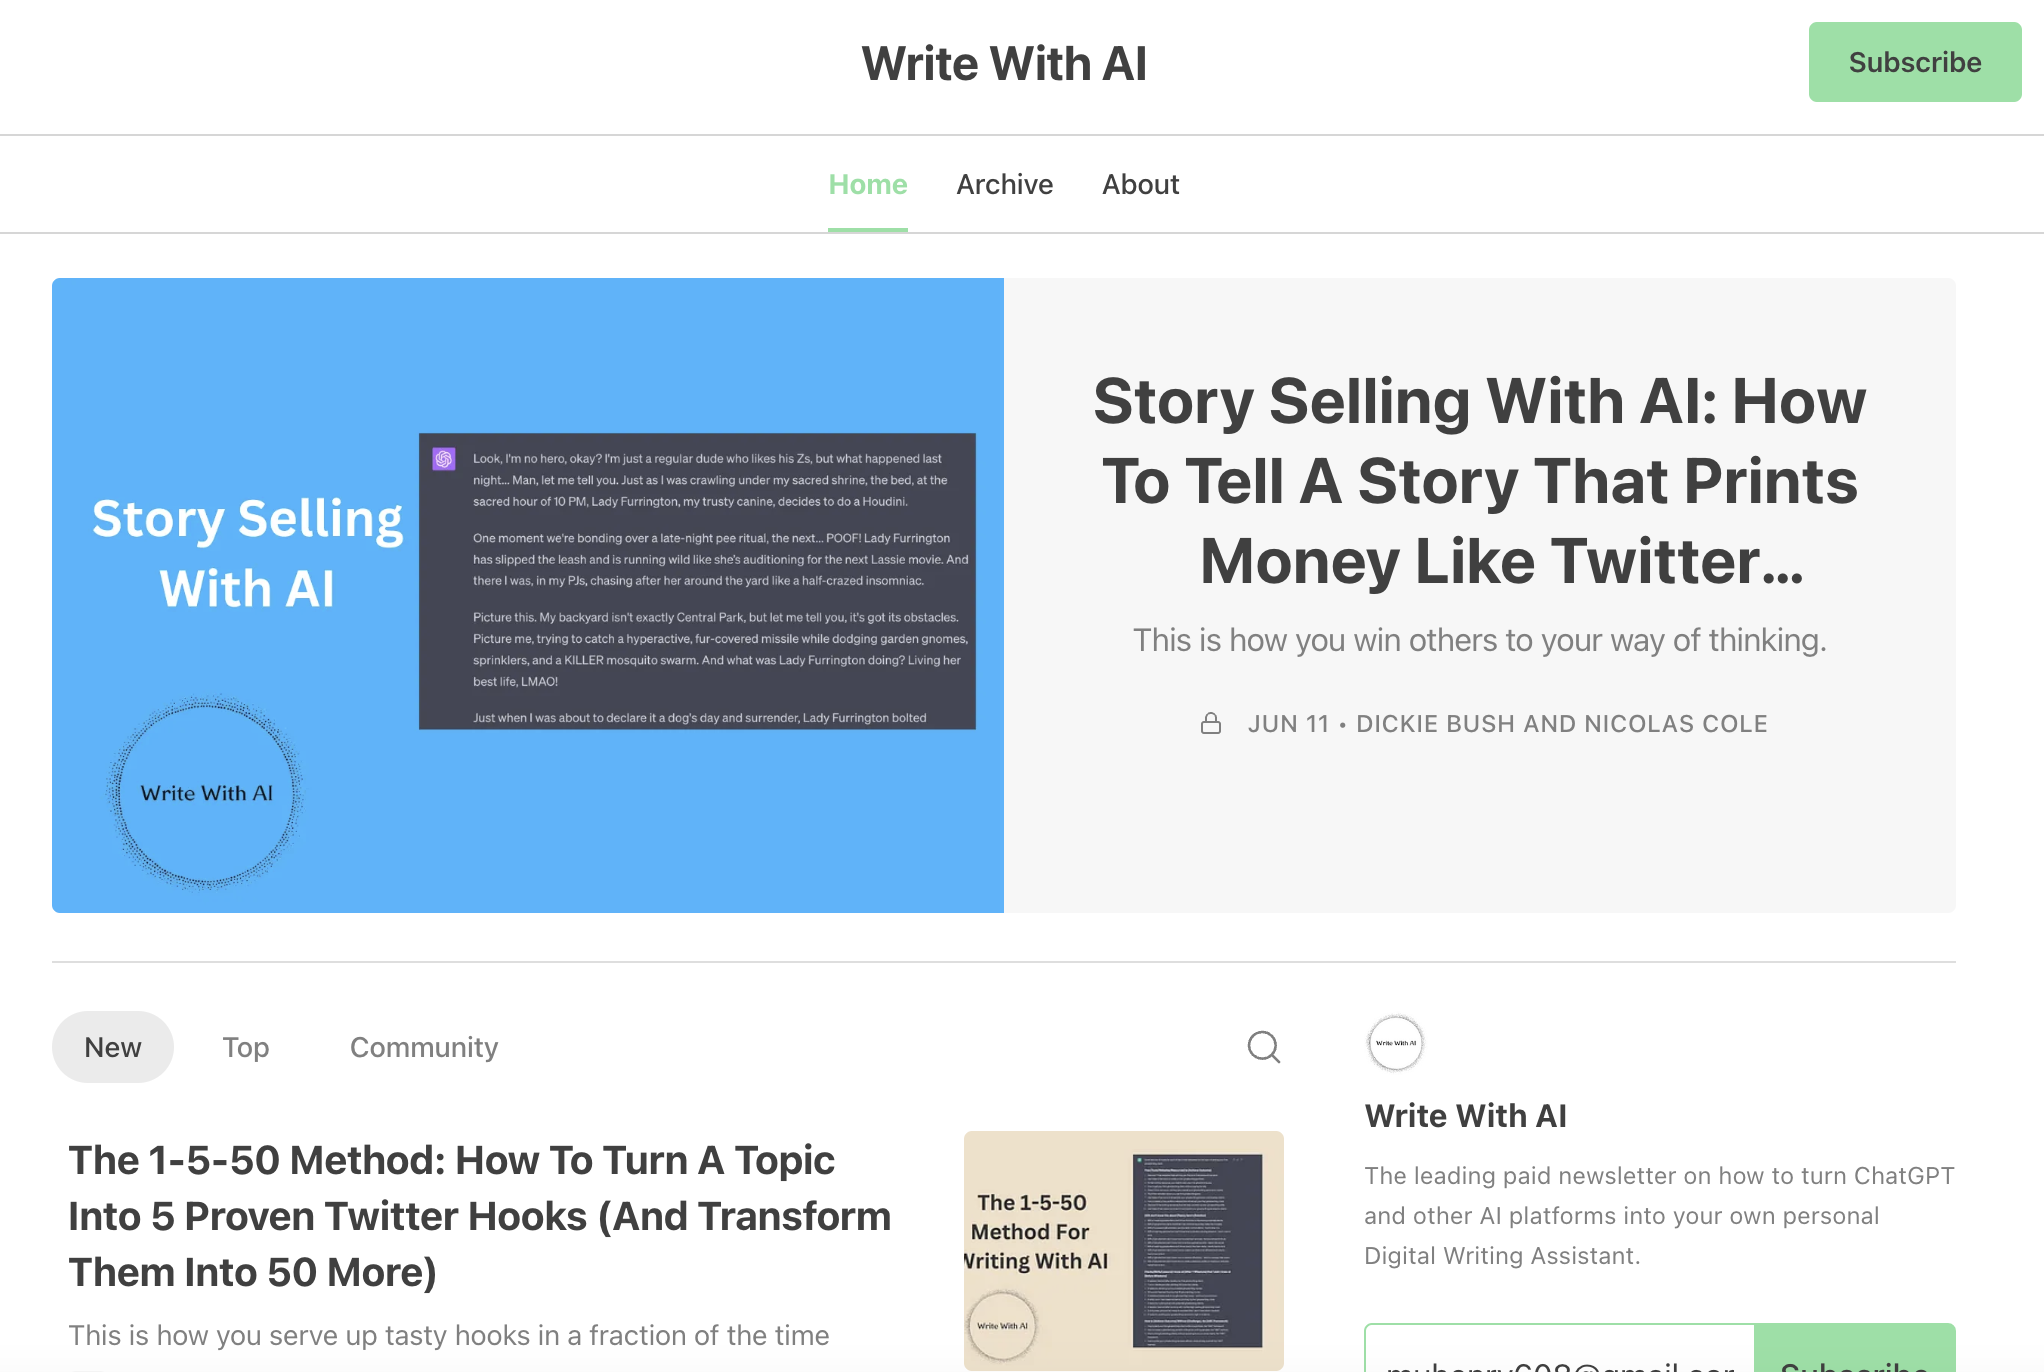 Write With AI
Subscribe
Home
Archive
About
Story Selling
With AI
Look, I'm no hero, okay? I'm just a regular dude who likes his Zs, but what happened last
night... Man, let me tell you. Just as I was crawling under my sacred shrine, the bed, at the
sacred hour of 10 PM, Lady Furrington, my trusty canine, decides to do a Houdini.
One moment we're bonding over a late-night pee ritual, the next... POOF! Lady Furrington
has slipped the leash and is running wild like she's auditioning for the next Lassie movie. And
there I was, in my PJs, chasing after her around the yard like a half-crazed insomniac.
Picture this. My backyard isn't exactly Central Park, but let me tell you, it's got its obstacles.
Picture me, trying to catch a hyperactive, fur-covered missile while dodging garden gnomes,
sprinklers, and a KILLER mosquito swarm. And what was Lady Furrington doing? Living her
best life, LMAO!
Just when I was about to declare it a dog's day and surrender, Lady Furrington bolted
Write With AI
Story Selling With AI: How
To Tell A Story That Prints
Money Like Twitter...
This is how you win others to your way of thinking.
JUN 11 • DICKIE BUSH AND NICOLAS COLE
New
Top
Community
The 1-5-50 Method: How To Turn A Topic
Into 5 Proven Twitter Hooks (And Transform
Them Into 50 More)
This is how you serve up tasty hooks in a fraction of the time
The 1-5-50
Method For
Writing With AI
Write With AI
Write With AI
Write With AI
The leading paid newsletter on how to turn ChatGPT
and other AI platforms into your own personal
Digital Writing Assistant.
Subscribe